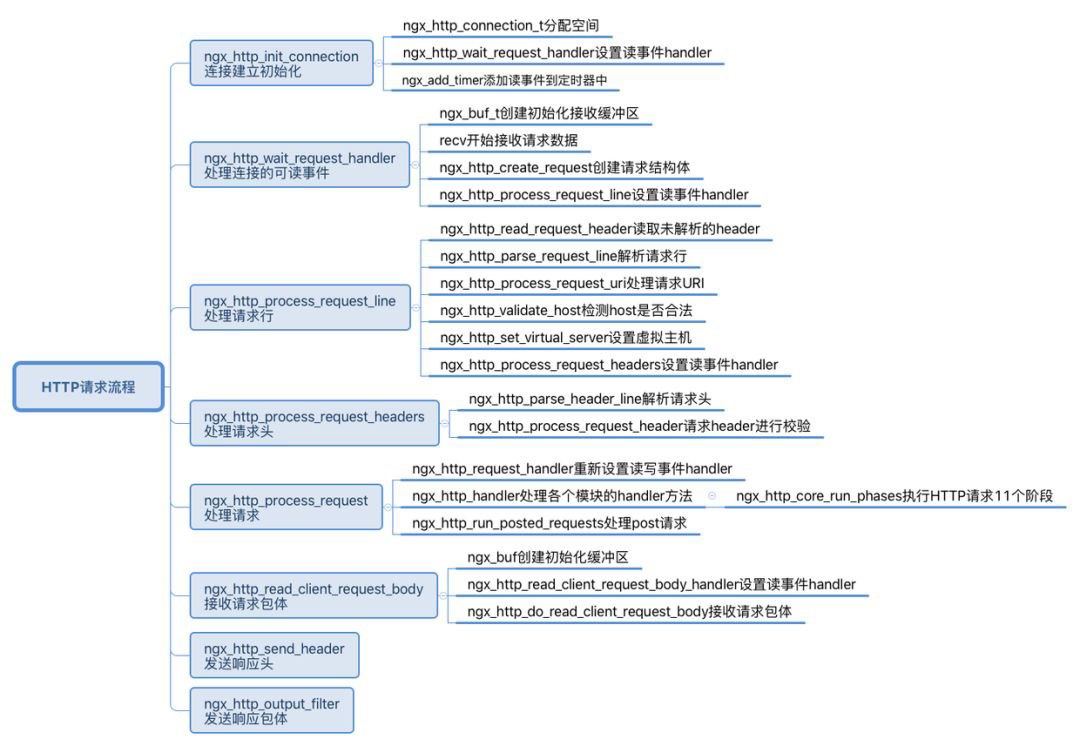 HTTP请求流程
ngx_http_init_connection
连接建立初始化
ngx_http_connection_t分配空间
ngx_http_wait_request_handler设置读事件handler
ngx_add_timer添加读事件到定时器中
ngx_http_wait_request_handler
处理连接的可读事件
ngx_buf_t创建初始化接收缓冲区
recv开始接收请求数据
ngx_http_create_request创建请求结构体
ngx_http_process_request_line设置读事件handler
ngx_http_process_request_line
处理请求行
ngx_http_read_request_header读取未解析的header
ngx_http_parse_request_line解析请求行
ngx_http_process_request_uri处理请求URI
ngx_http_validate_host检测host是否合法
ngx_http_set_virtual_server设置虚拟主机
ngx_http_process_request_headers设置读事件handler
ngx_http_process_request_headers
处理请求头
ngx_http_parse_header_line解析请求头
ngx_http_process_request_header请求header进行校验
ngx_http_process_request
处理请求
ngx_http_request_handler重新设置读写事件handler
ngx_http_handler处理各个模块的handler方法
ngx_http_core_run_phases执行HTTP请求11个阶段
ngx_http_run_posted_requests处理post请求
ngx_http_read_client_request_body
接收请求包体
ngx_buf创建初始化缓冲区
ngx_http_read_client_request_body_handler设置读事件handler
ngx_http_do_read_client_request_body接收请求包体
ngx_http_send_header
发送响应头
ngx_http_output_filter
发送响应包体